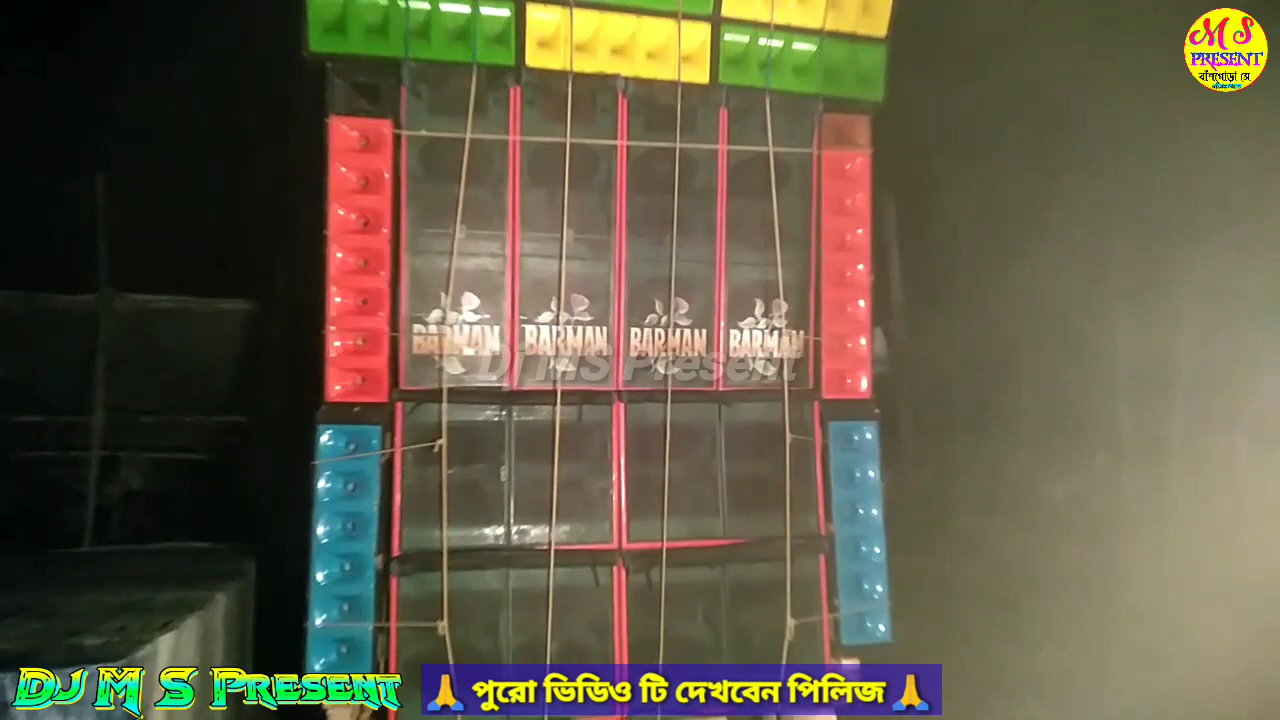 M S
PRESENT
BARMAN BARMAN BARMAN BARMAN
Dj MS Present
DJ M S PRESENT
🙏 পুরো ভিডিও টি দেখবেন পিলিজ 🙏